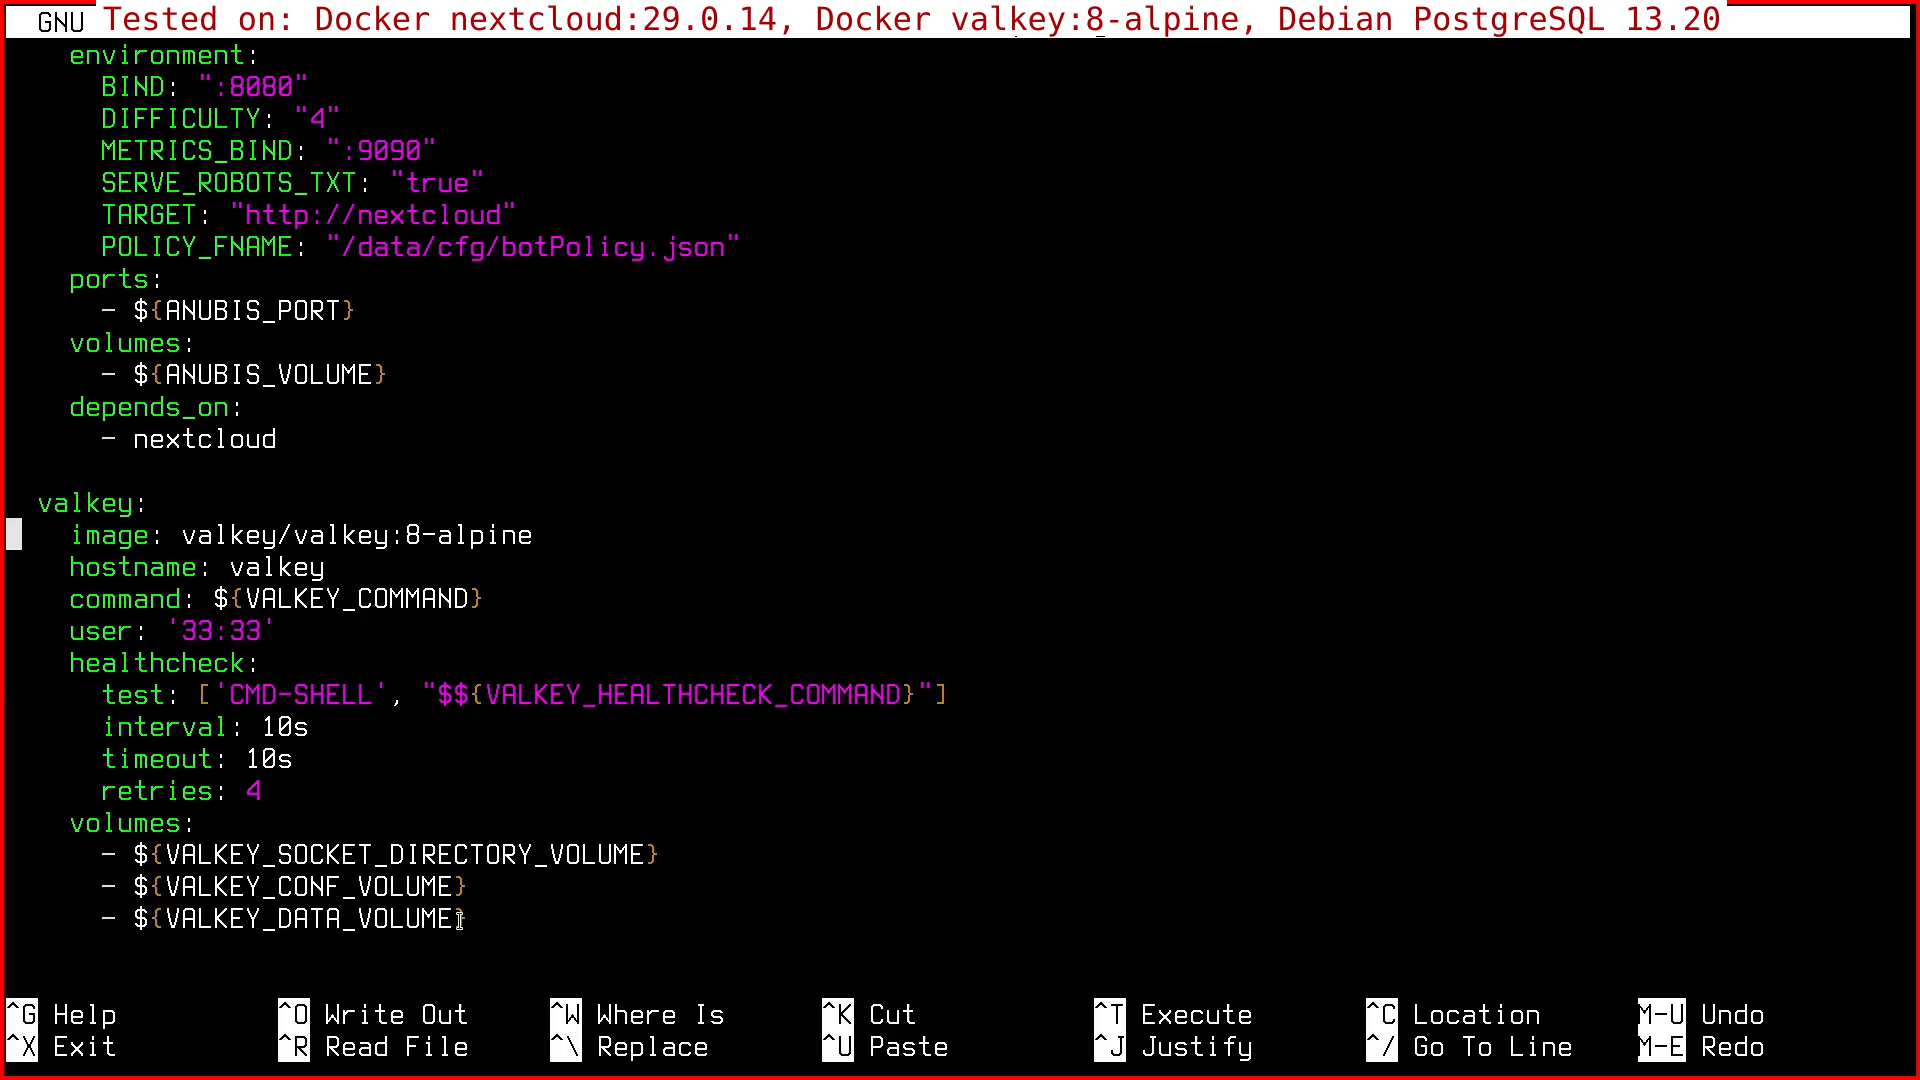 GNU Tested on: Docker nextcloud:29.0.14, Docker valkey:8-alpine, Debian PostgreSQL 13.20
environment:
BIND: ":8080"
DIFFICULTY: "4"
METRICS_BIND: ":9090"
SERVE_ROBOTS_TXT: "true"
TARGET: "http://nextcloud"
POLICY_FNAME: "/data/cfg/botPolicy.json"
ports:
- ${ANUBIS_PORT}
volumes:
- ${ANUBIS_VOLUME}
depends_on:
- nextcloud
valkey:
image: valkey/valkey:8-alpine
hostname: valkey
command: ${VALKEY_COMMAND}
user: '33:33'
healthcheck:
test: ['CMD-SHELL', "$${VALKEY_HEALTHCHECK_COMMAND}"]
interval: 10s
timeout: 10s
retries: 4
volumes:
- ${VALKEY_SOCKET_DIRECTORY_VOLUME}
- ${VALKEY_CONF_VOLUME}
- ${VALKEY_DATA_VOLUME}
^G Help ^O Write Out ^W Where Is ^K Cut ^T Execute ^C Location M-U Undo
^X Exit ^R Read File ^\ Replace ^U Paste ^J Justify ^/ Go To Line M-E Redo